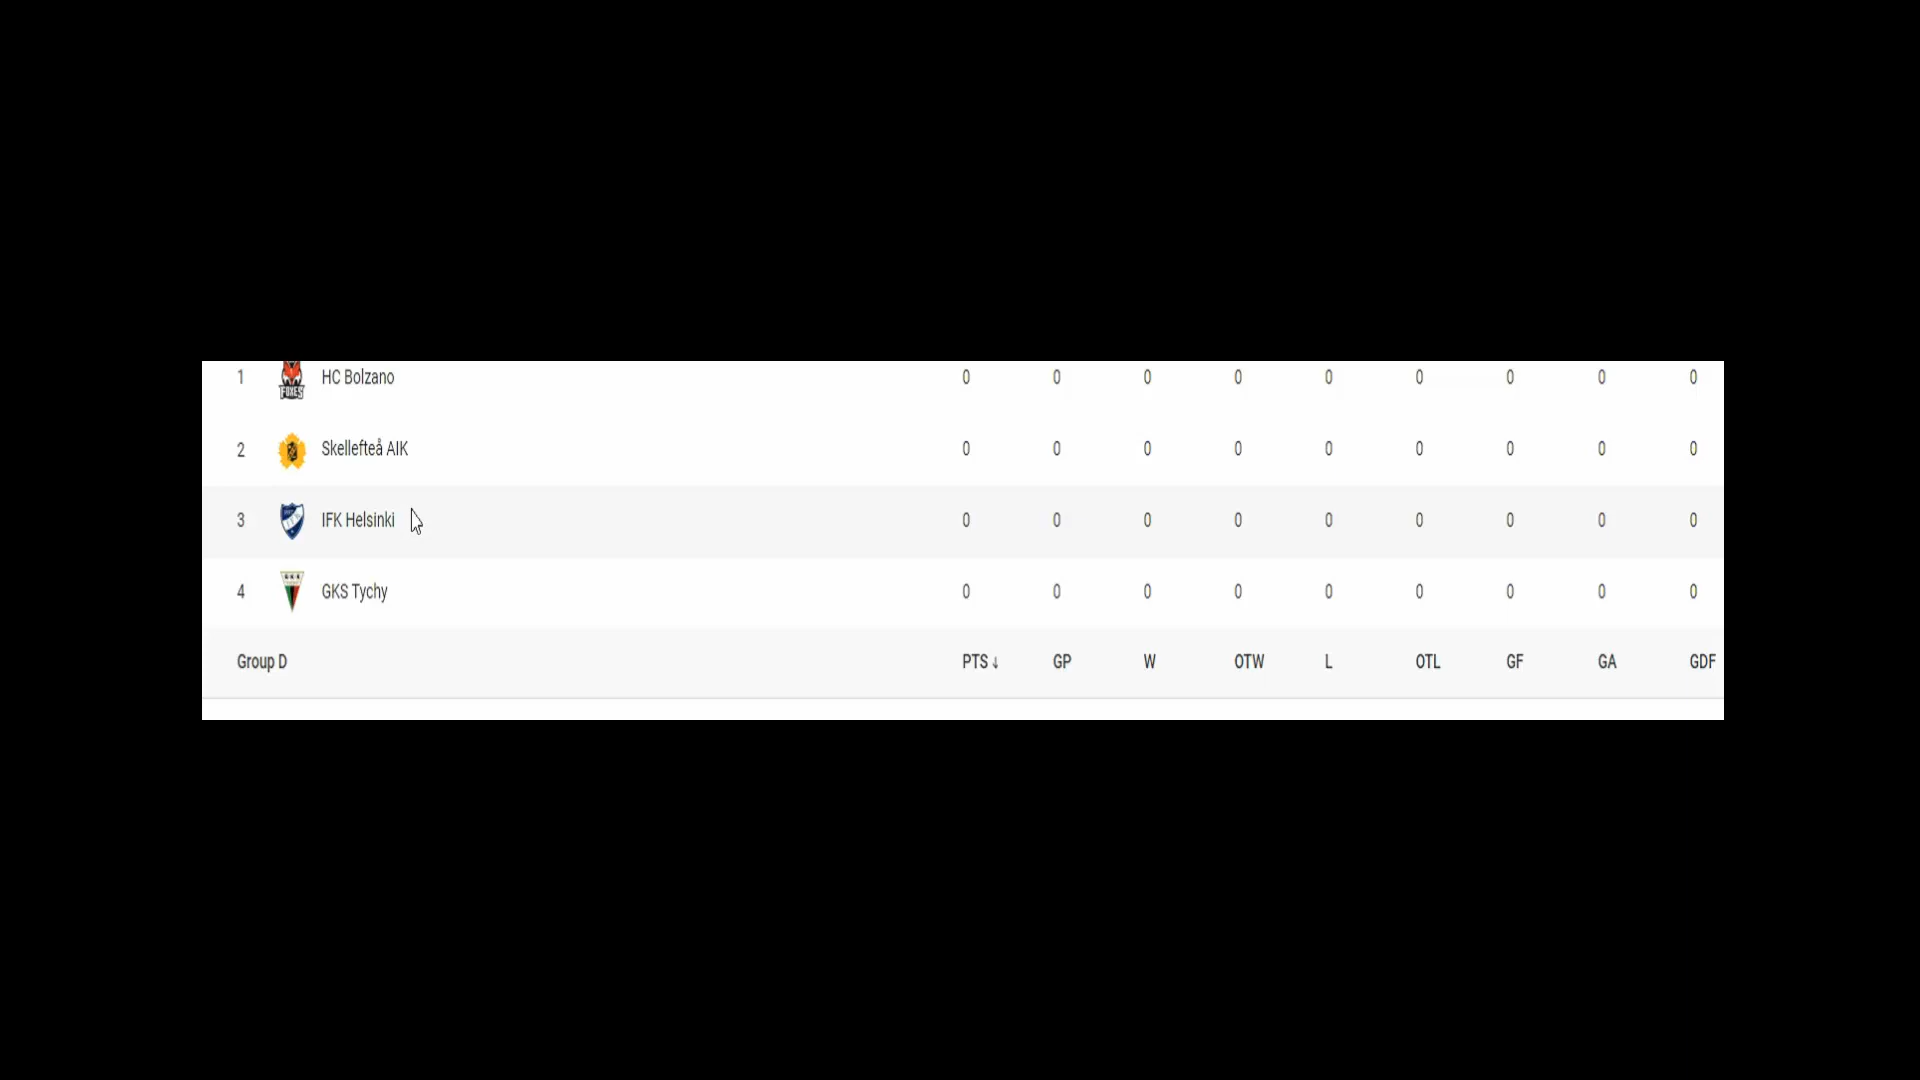 1 FOXES HC Bolzano 0 0 0 0 0 0 0 0 0
2 Skellefteå AIK 0 0 0 0 0 0 0 0 0
3 IFK Helsinki 0 0 0 0 0 0 0 0 0
4 GKS GKS Tychy 0 0 0 0 0 0 0 0 0
Group D PTS ↓ GP W OTW L OTL GF GA GDF